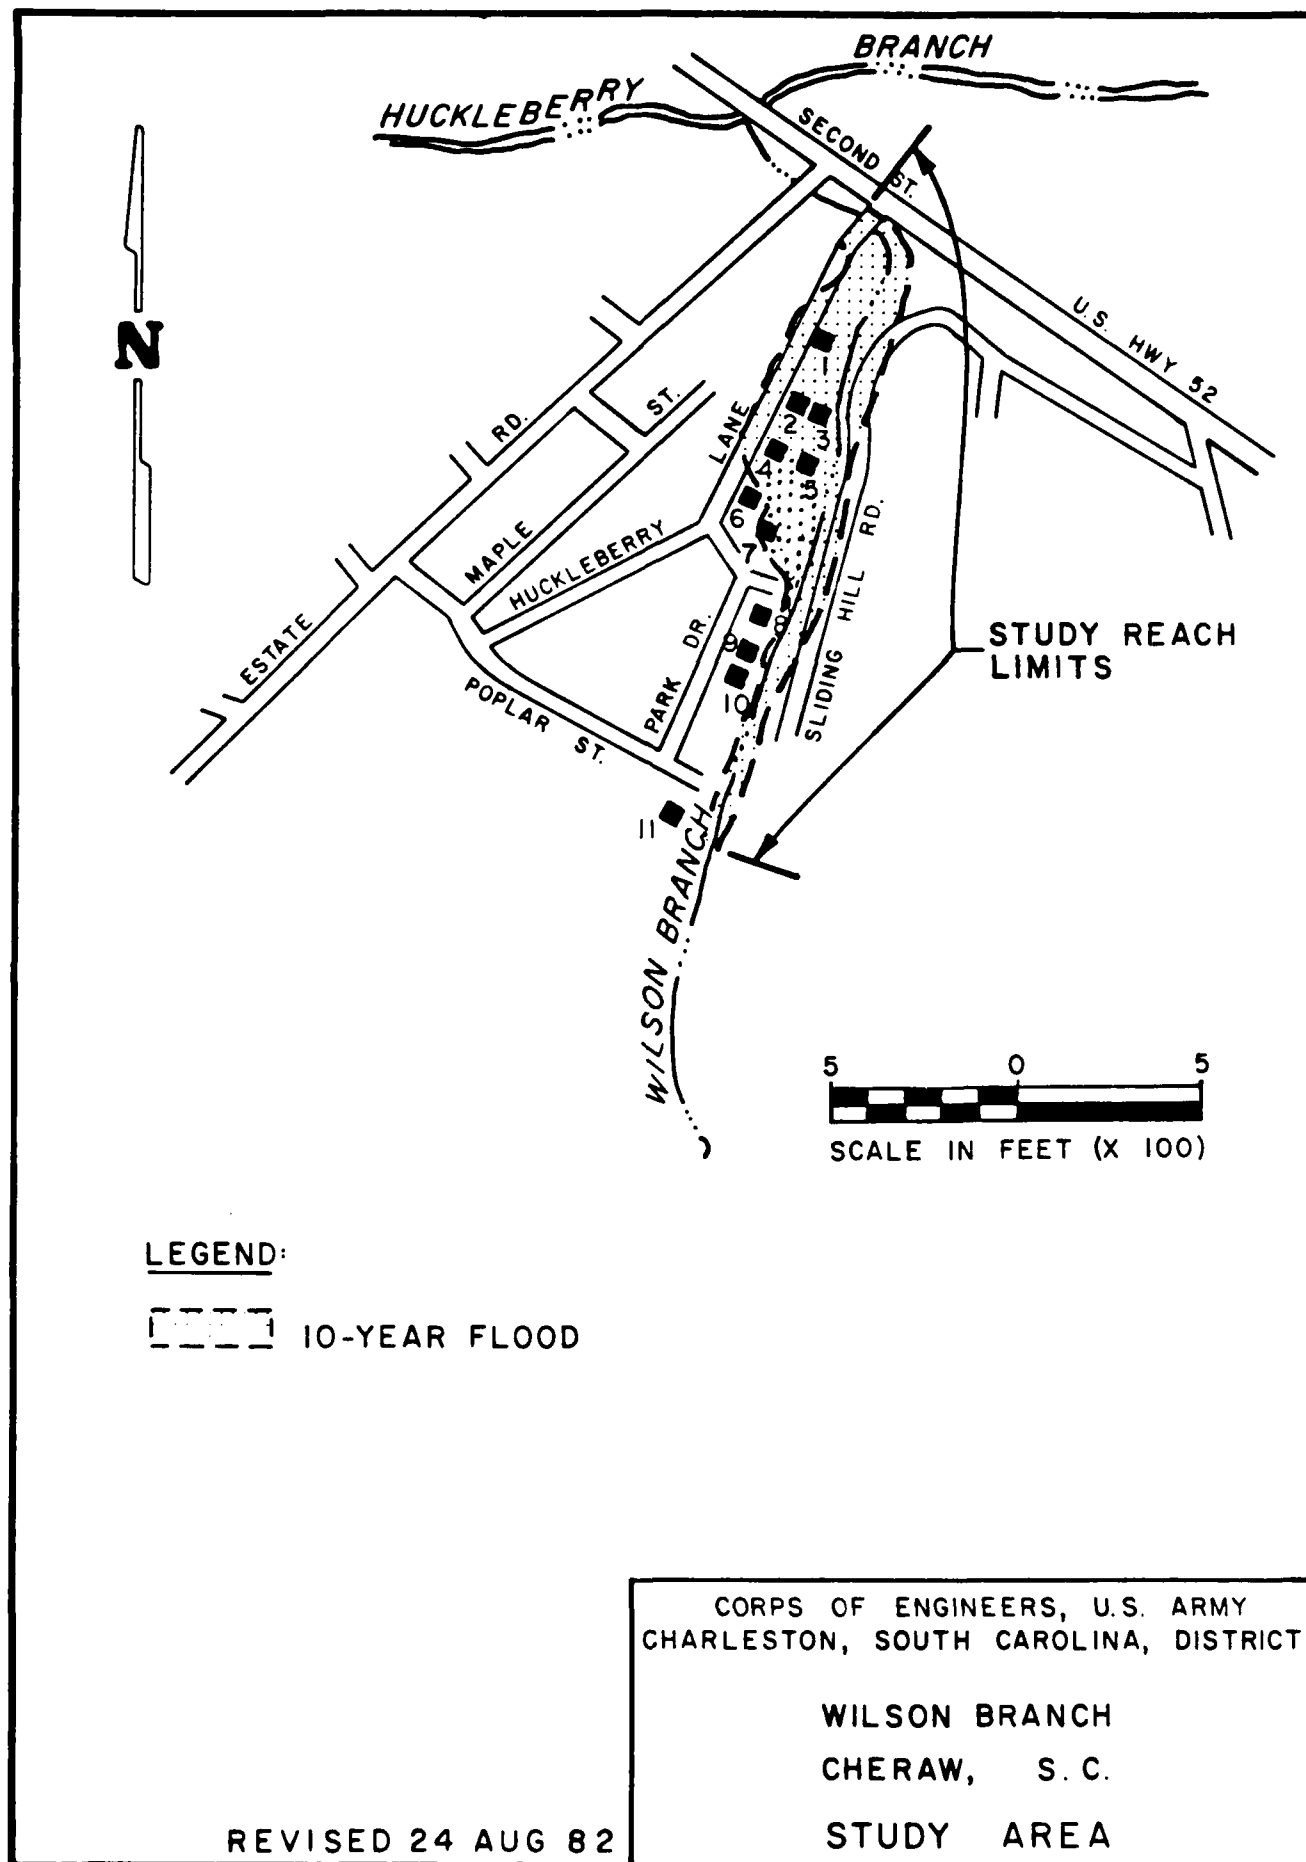 BRANCH
HUCKLEBERRY
SECOND ST.
N
U.S. HWY 52
RD.
ST.
LANE
1
2
3
4
5
6
7
MAPLE
HUCKLEBERRY
RD.
HILL
SLIDING
8
9
10
DR.
PARK
ESTATE
POPLAR ST.
STUDY REACH
LIMITS
11
WILSON BRANCH
5 0 5
SCALE IN FEET (X 100)
LEGEND:
10-YEAR FLOOD
CORPS OF ENGINEERS, U.S. ARMY
CHARLESTON, SOUTH CAROLINA, DISTRICT
WILSON BRANCH
CHERAW, S.C.
STUDY AREA
REVISED 24 AUG 82